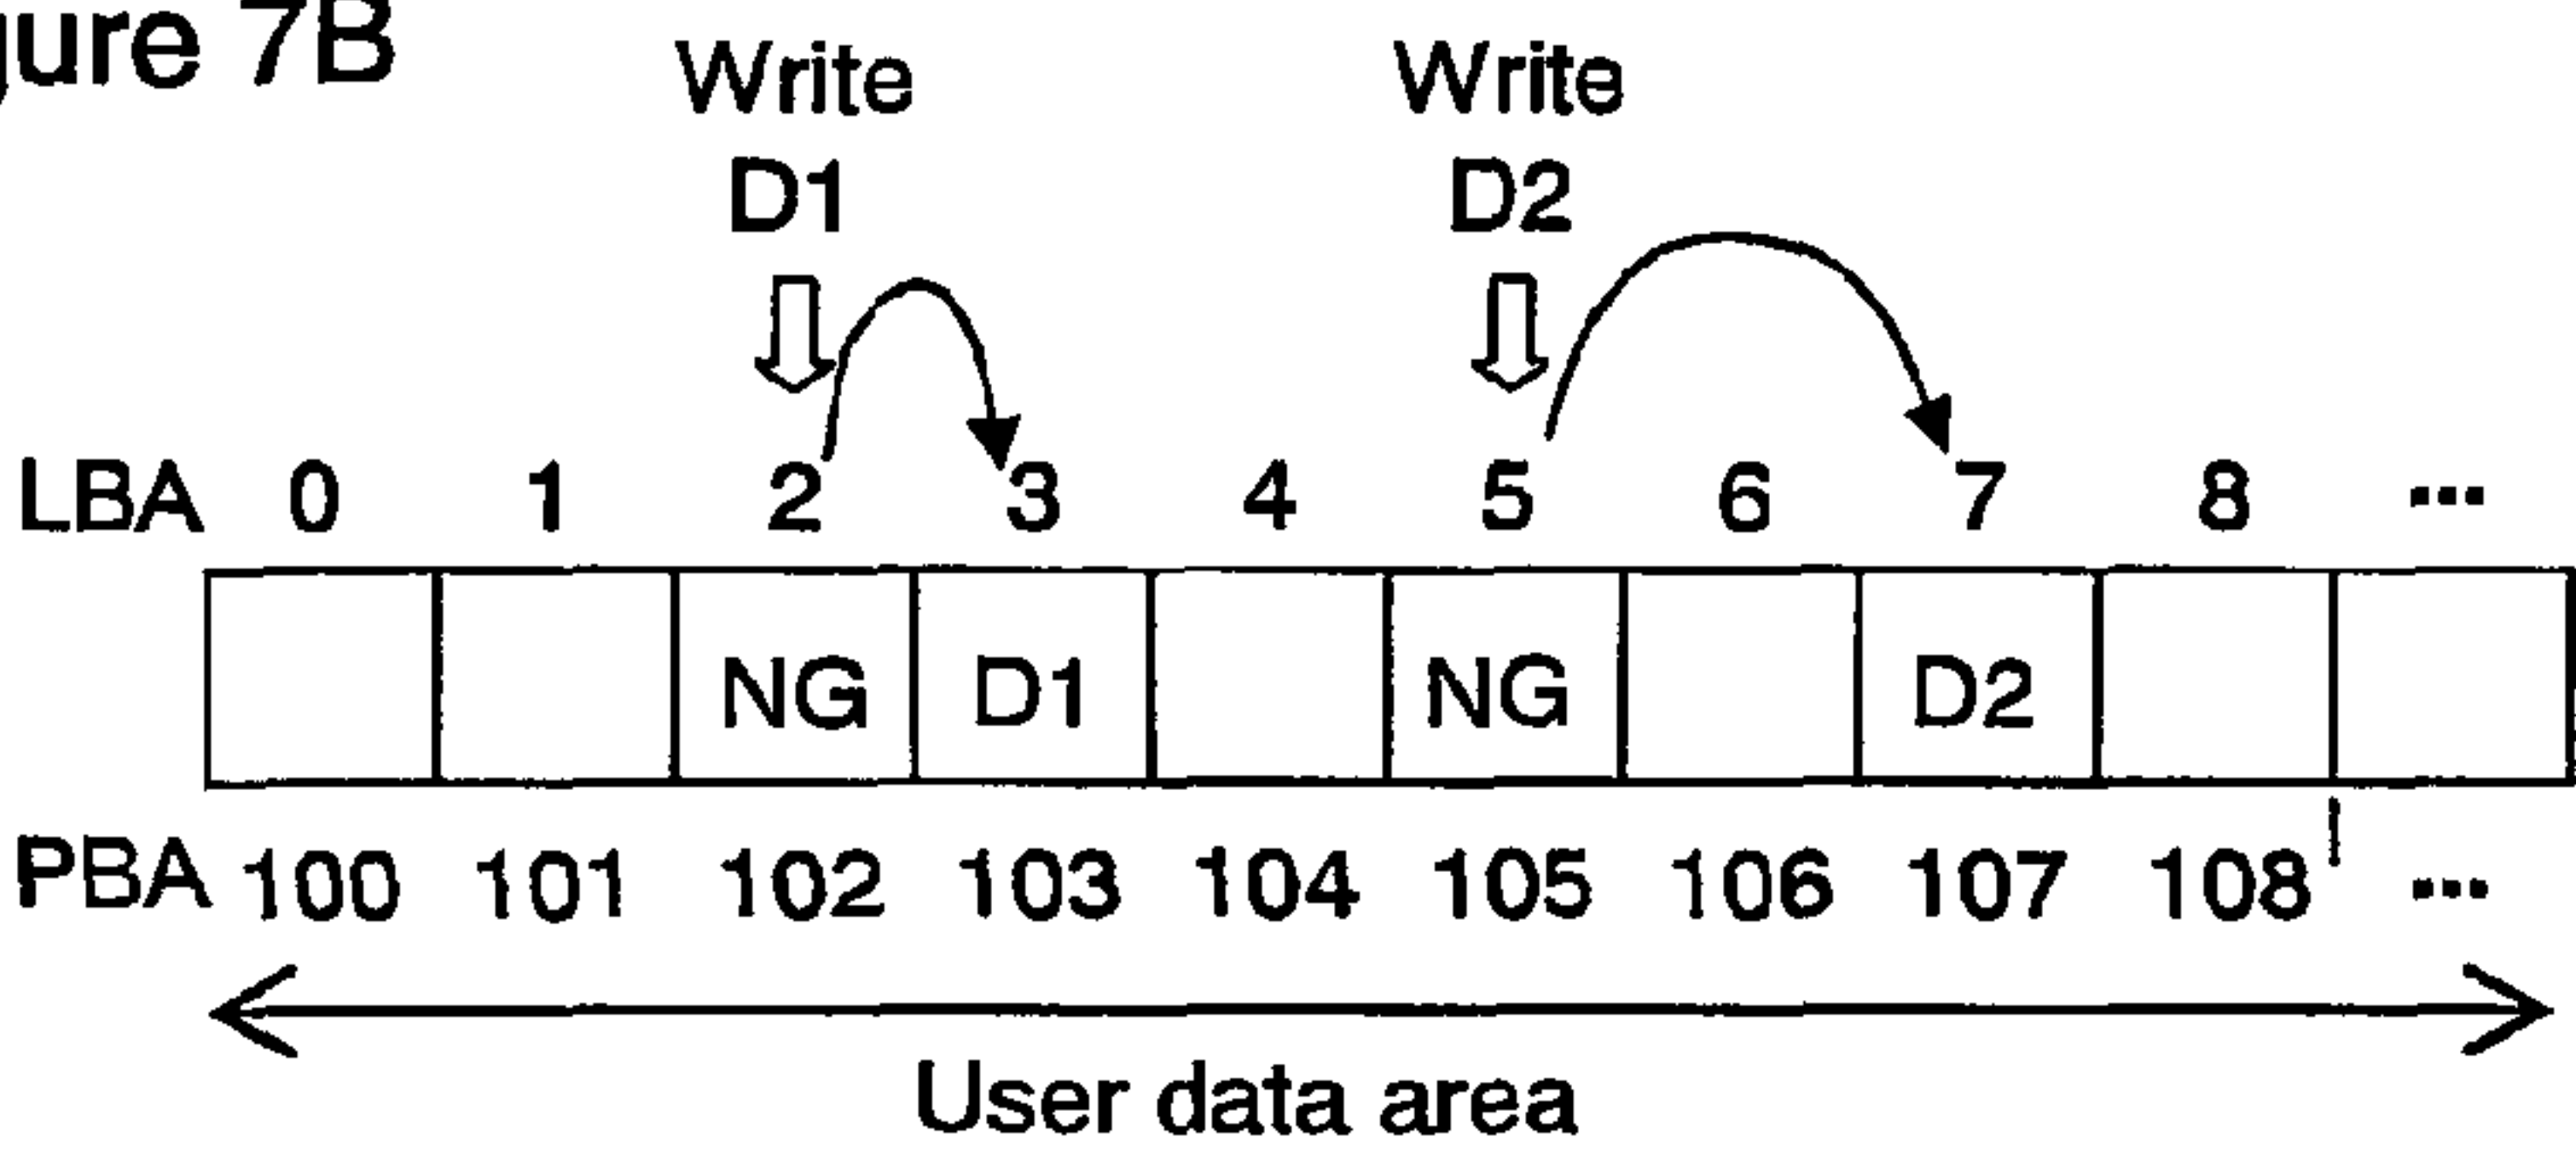 gure 7B
Write Write
D1 D2
LBA 0 1 2 3 4 5 6 7 8 ...
NG D1 NG D2
PBA 100 101 102 103 104 105 106 107 108 ...
User data area